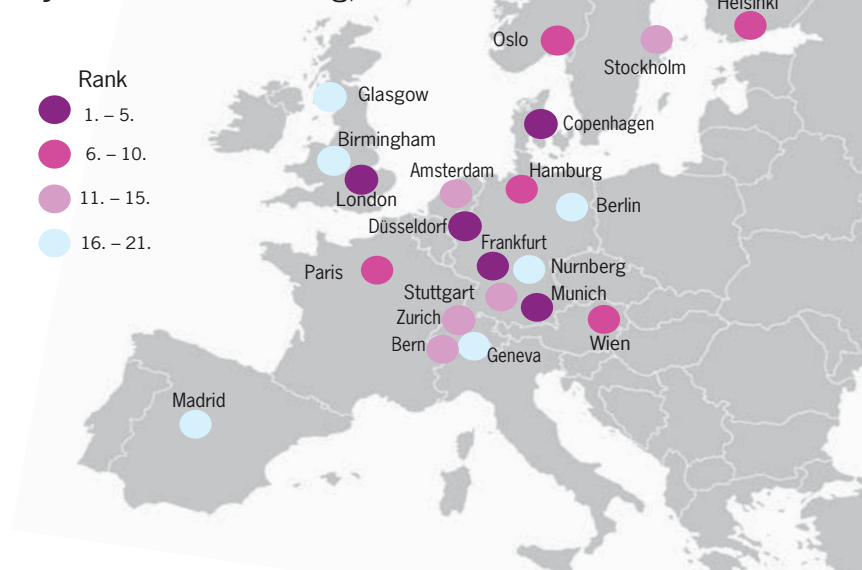 Helsinki
Oslo
Stockholm
Rank
1. – 5.
6. – 10.
11. – 15.
16. – 21.
Glasgow
Copenhagen
Birmingham
London
Amsterdam
Hamburg
Berlin
Düsseldorf
Frankfurt
Paris
Nurnberg
Stuttgart
Munich
Zurich
Wien
Bern
Geneva
Madrid